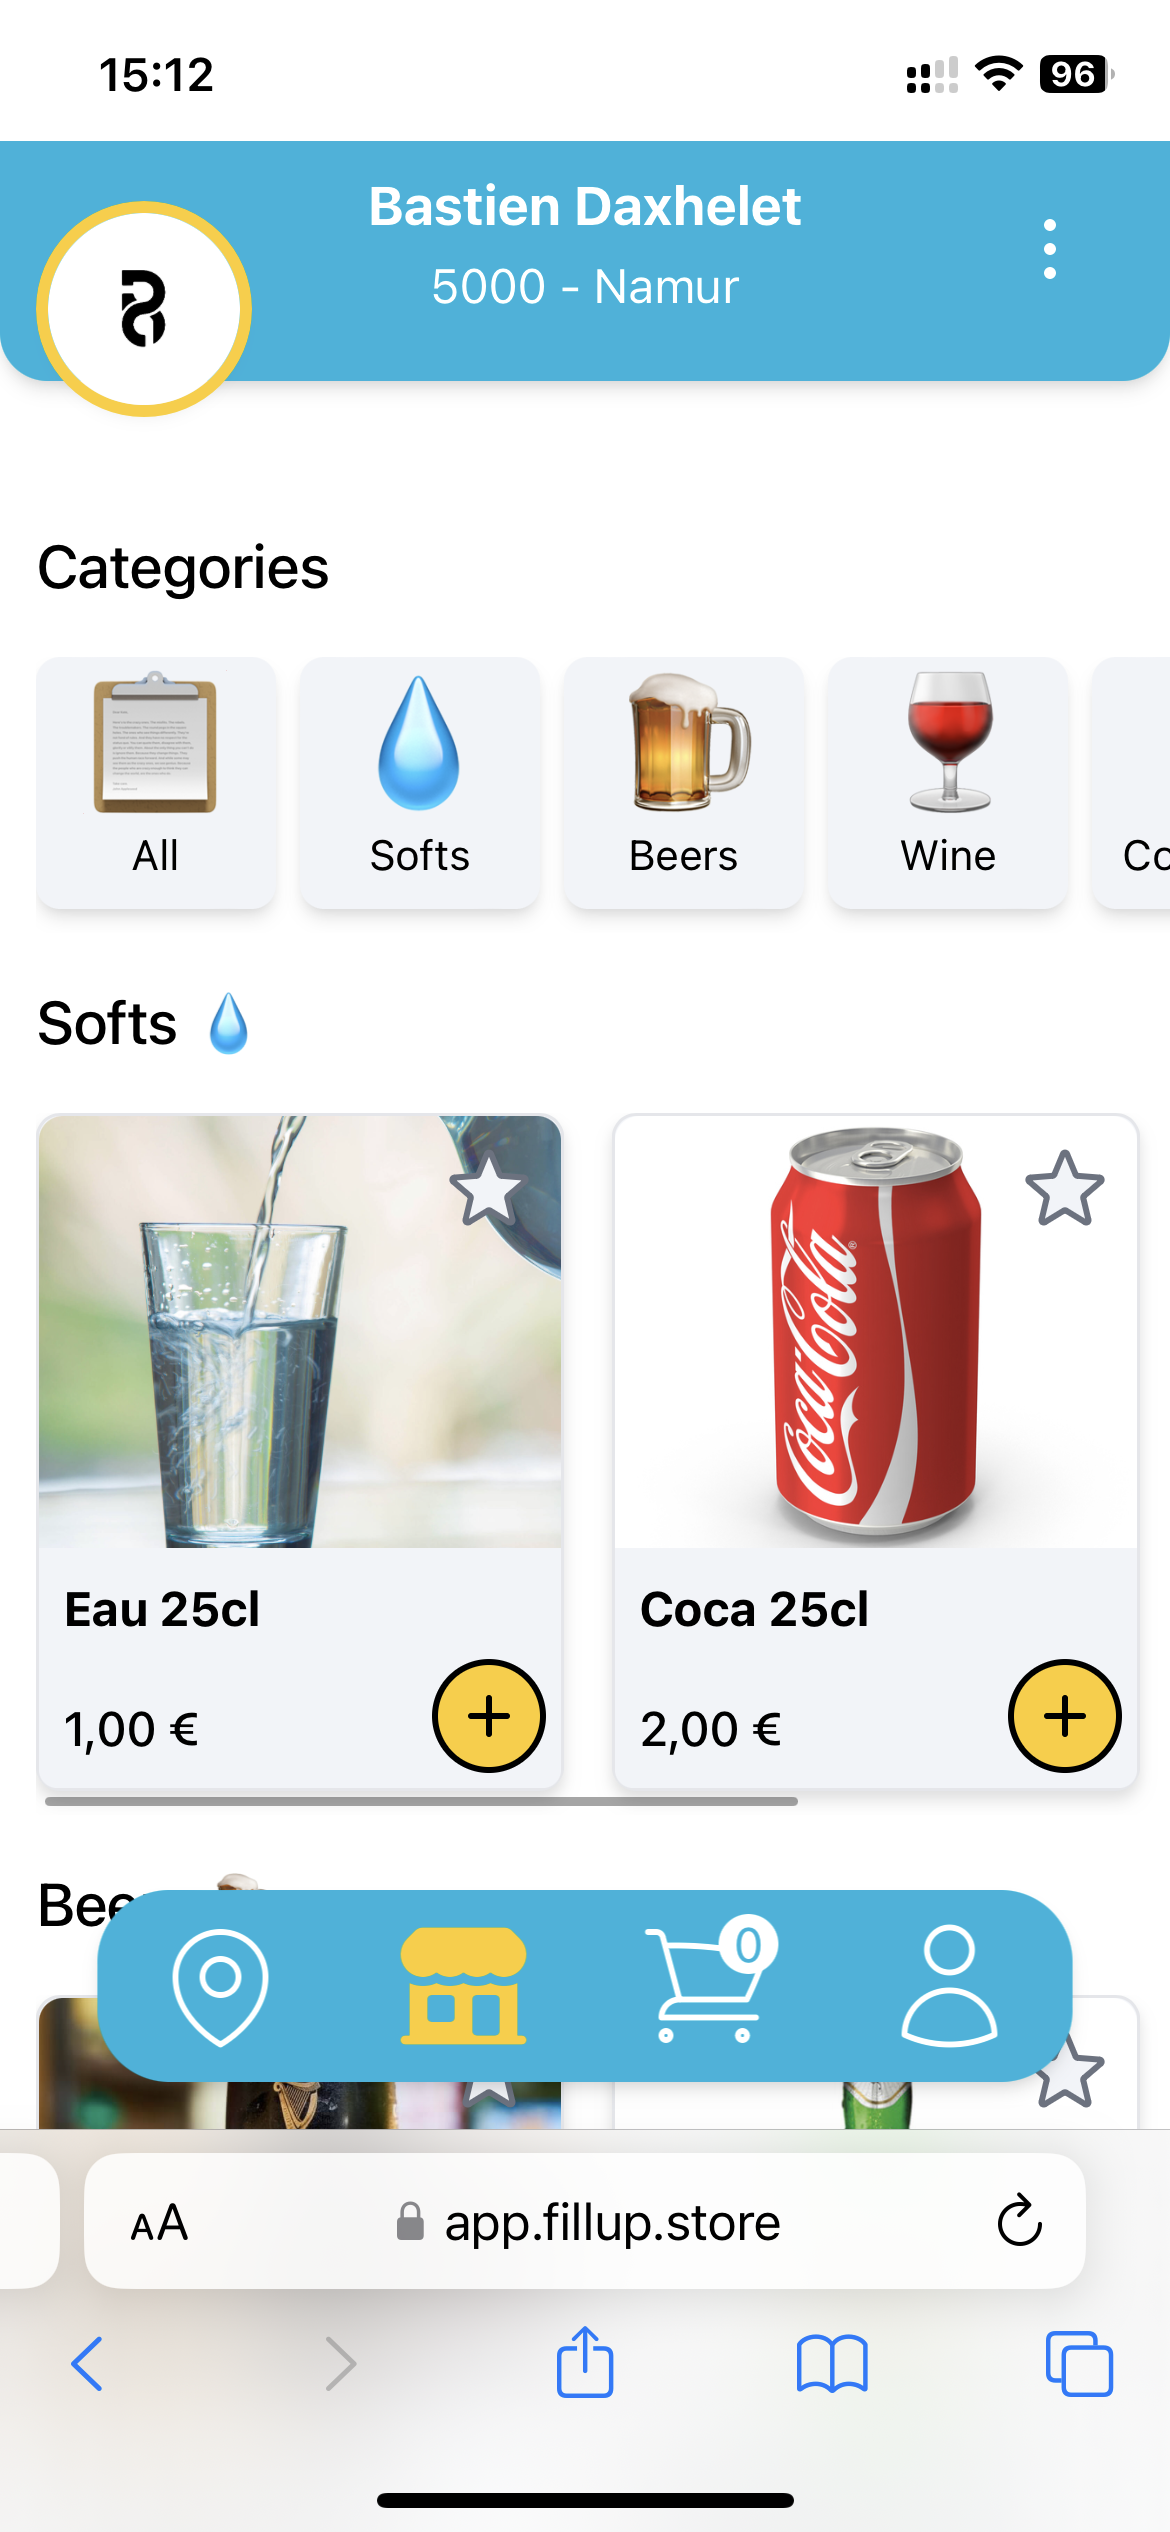 15:12
96
Bastien Daxhelet
5000 - Namur
Categories
All
Softs
Beers
Wine
Co
Softs
Coca-Cola
Eau 25cl
Coca 25cl
1,00 €
2,00 €
Bee
0
AA
app.fillup.store